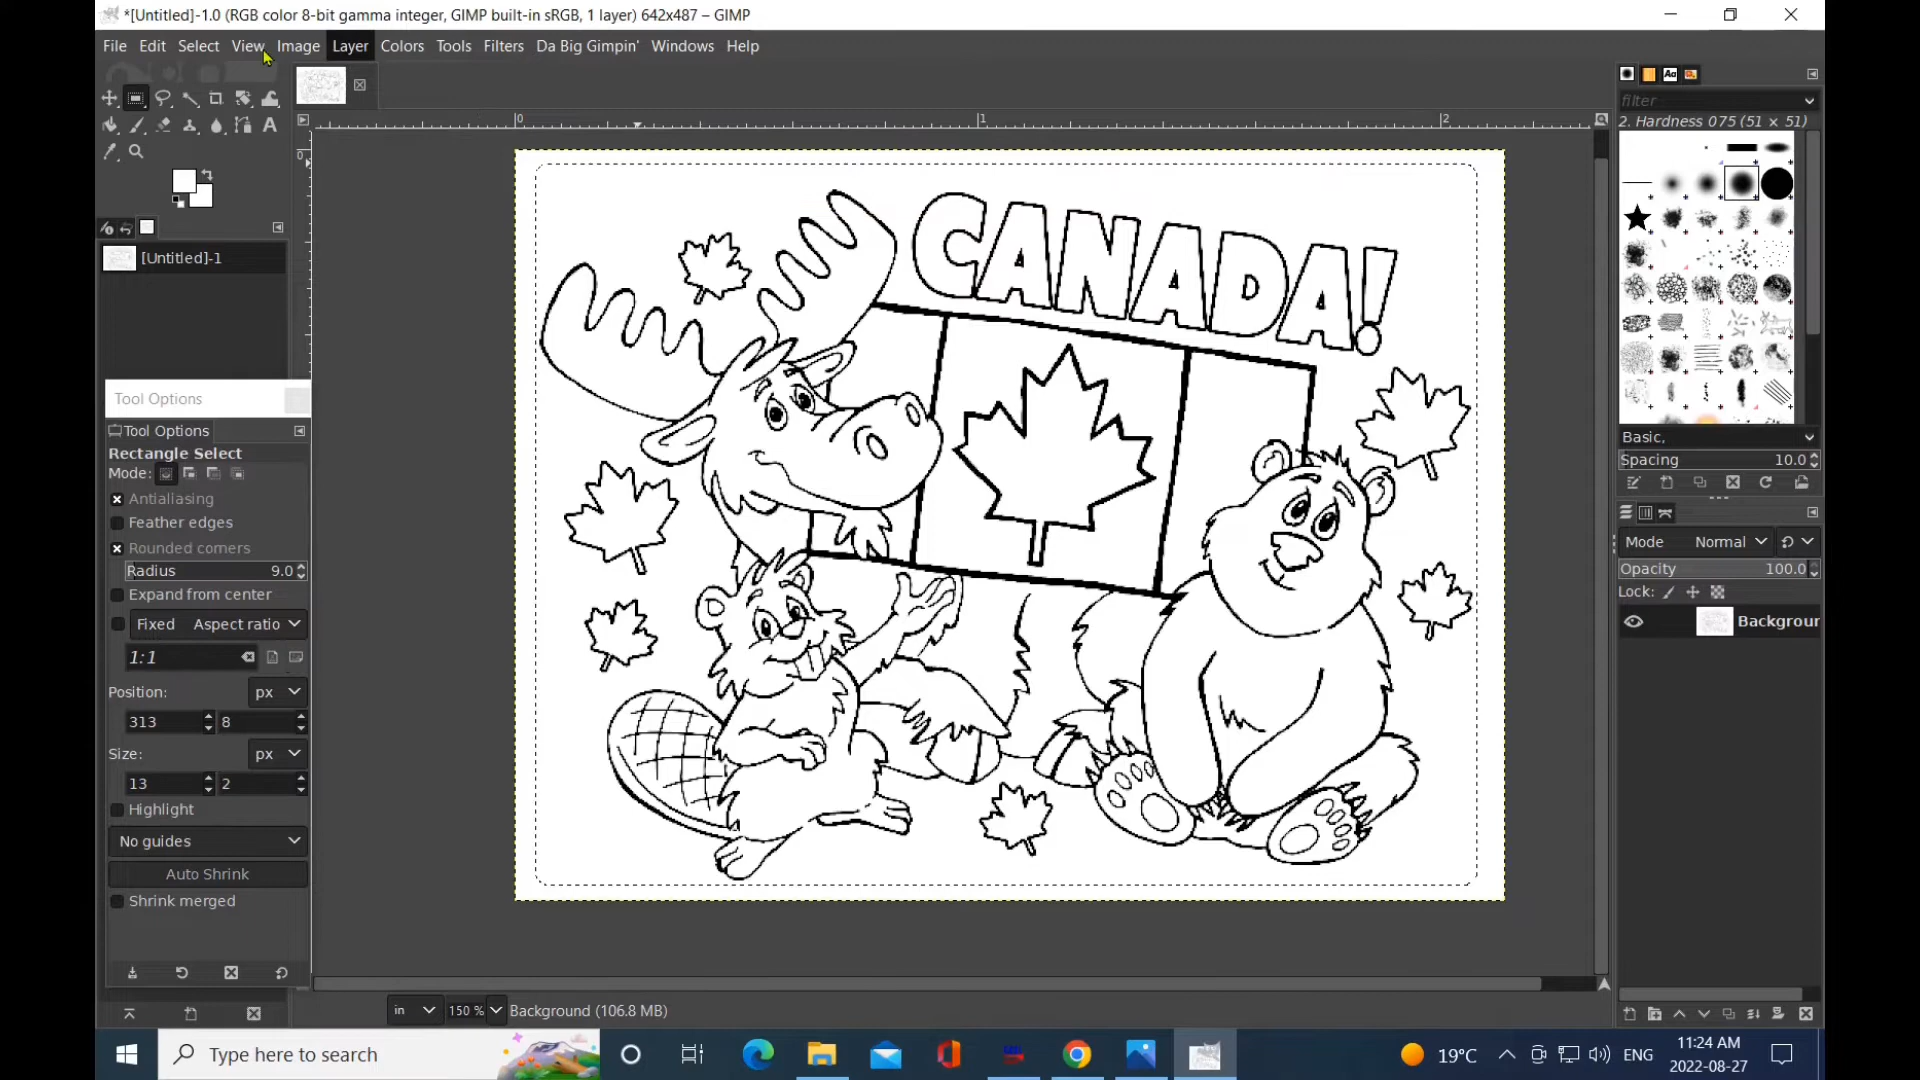 *[Untitled]-1.0 (RGB color 8-bit gamma integer, GIMP built-in sRGB, 1 layer) 642x487 – GIMP
File Edit Select View Image Layer Colors Tools Filters Da Big Gimpin' Windows Help
filter
2. Hardness 075 (51 × 51)
0 1 2
0
[Untitled]-1
CANADA!
Tool Options
Tool Options
Rectangle Select
Mode:
Antialiasing
Feather edges
Rounded corners
Radius 9.0
Expand from center
Fixed Aspect ratio
1:1
Position: px
313 8
Size: px
13 2
Highlight
No guides
Auto Shrink
Shrink merged
Basic,
Spacing 10.0
Mode Normal
Opacity 100.0
Lock:
Backgrour
in 150 % Background (106.8 MB)
Type here to search
19°C ENG 11:24 AM
2022-08-27